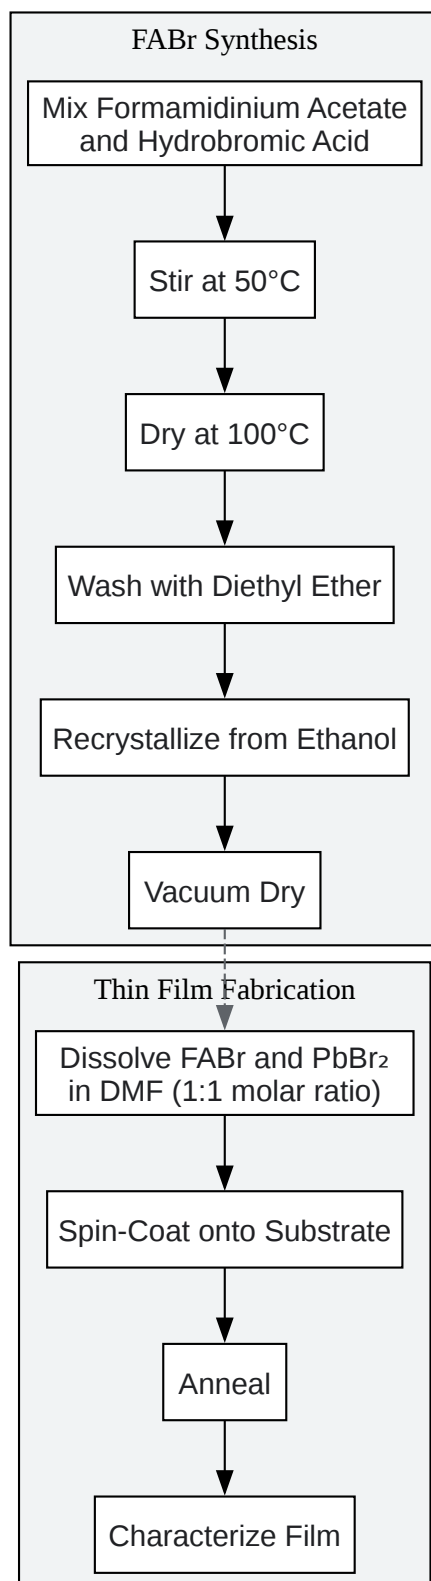 FABr Synthesis
Mix Formamidinium Acetate
and Hydrobromic Acid
Stir at 50°C
Dry at 100°C
Wash with Diethyl Ether
Recrystallize from Ethanol
Vacuum Dry
Thin Film Fabrication
Dissolve FABr and PbBr₂
in DMF (1:1 molar ratio)
Spin-Coat onto Substrate
Anneal
Characterize Film